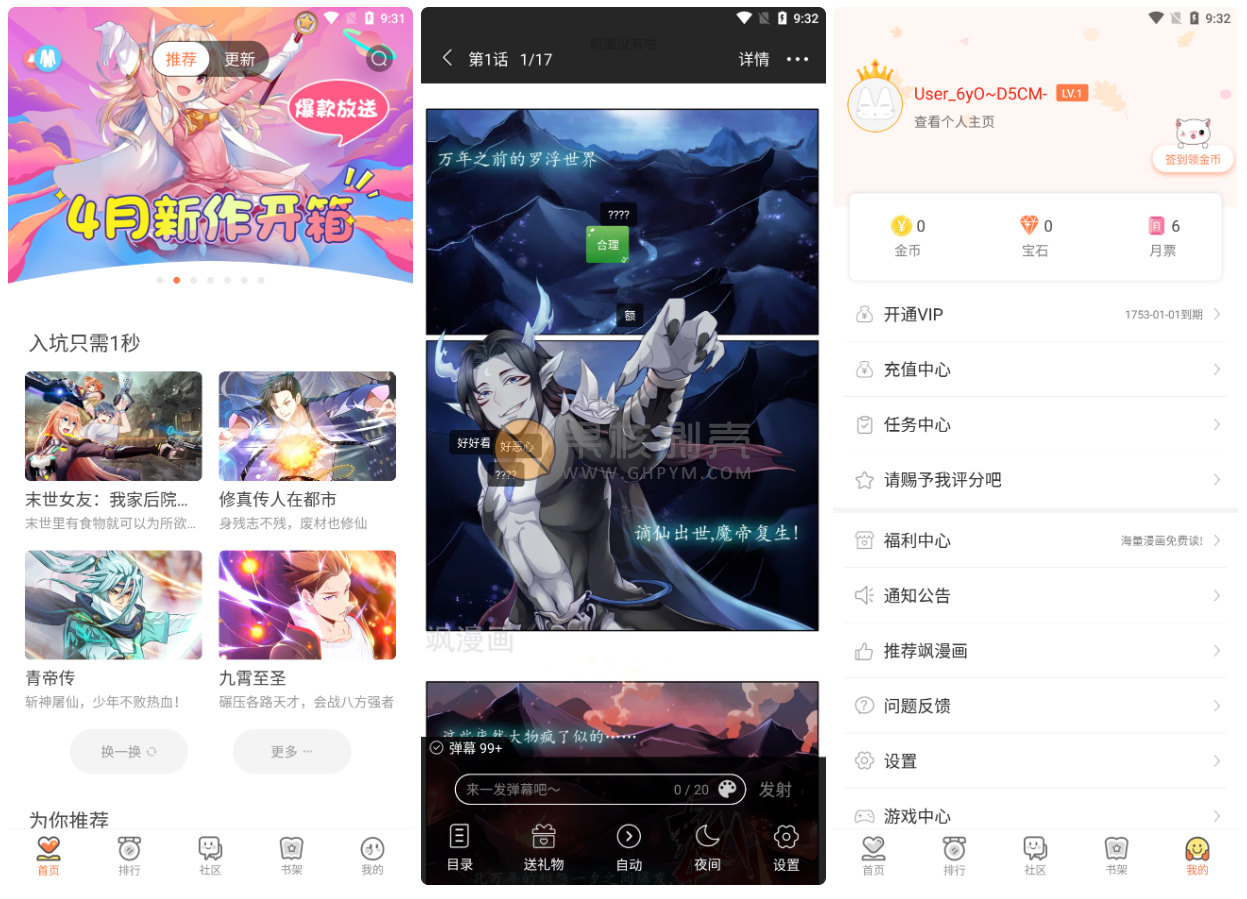 9:31
推荐
更新
爆款放送
4月新作开箱
入坑只需1秒
末世女友：我家后院...
修真传人在都市
末世里有食物就可以为所欲...
身残志不残，废材也修仙
青帝传
九霄至圣
斩神屠仙，少年不败热血！
碾压各路天才，会战八方强者
换一换
更多 ···
为你推荐
首页
排行
社区
书架
我的
9:32
前面没有啦
第1话 1/17
详情 •••
万年之前的罗浮世界
????
合理
额
好好看
好恶心
????
果核剥壳
WWW.GHPYM.COM
谪仙出世,魔帝复生！
飒漫画
这些庞然大物疯了似的······
弹幕 99+
来一发弹幕吧～
0 / 20
发射
目录
送礼物
自动
夜间
设置
9:32
User_6yO~D5CM-
LV.1
查看个人主页
签到领金币
0
0
6
金币
宝石
月票
开通VIP
1753-01-01到期
充值中心
任务中心
请赐予我评分吧
福利中心
海量漫画免费读!
通知公告
推荐飒漫画
问题反馈
设置
游戏中心
首页
排行
社区
书架
我的